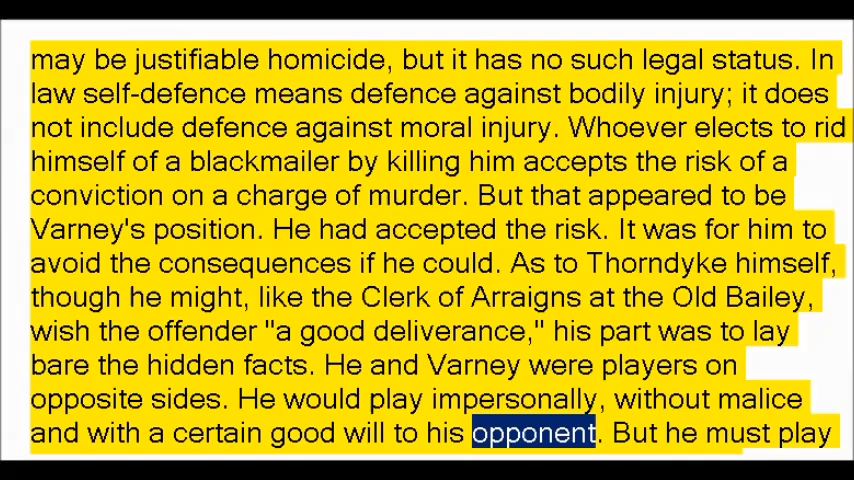 may be justifiable homicide, but it has no such legal status. In
law self-defence means defence against bodily injury; it does
not include defence against moral injury. Whoever elects to rid
himself of a blackmailer by killing him accepts the risk of a
conviction on a charge of murder. But that appeared to be
Varney's position. He had accepted the risk. It was for him to
avoid the consequences if he could. As to Thorndyke himself,
though he might, like the Clerk of Arraigns at the Old Bailey,
wish the offender "a good deliverance," his part was to lay
bare the hidden facts. He and Varney were players on
opposite sides. He would play impersonally, without malice
and with a certain good will to his opponent. But he must play